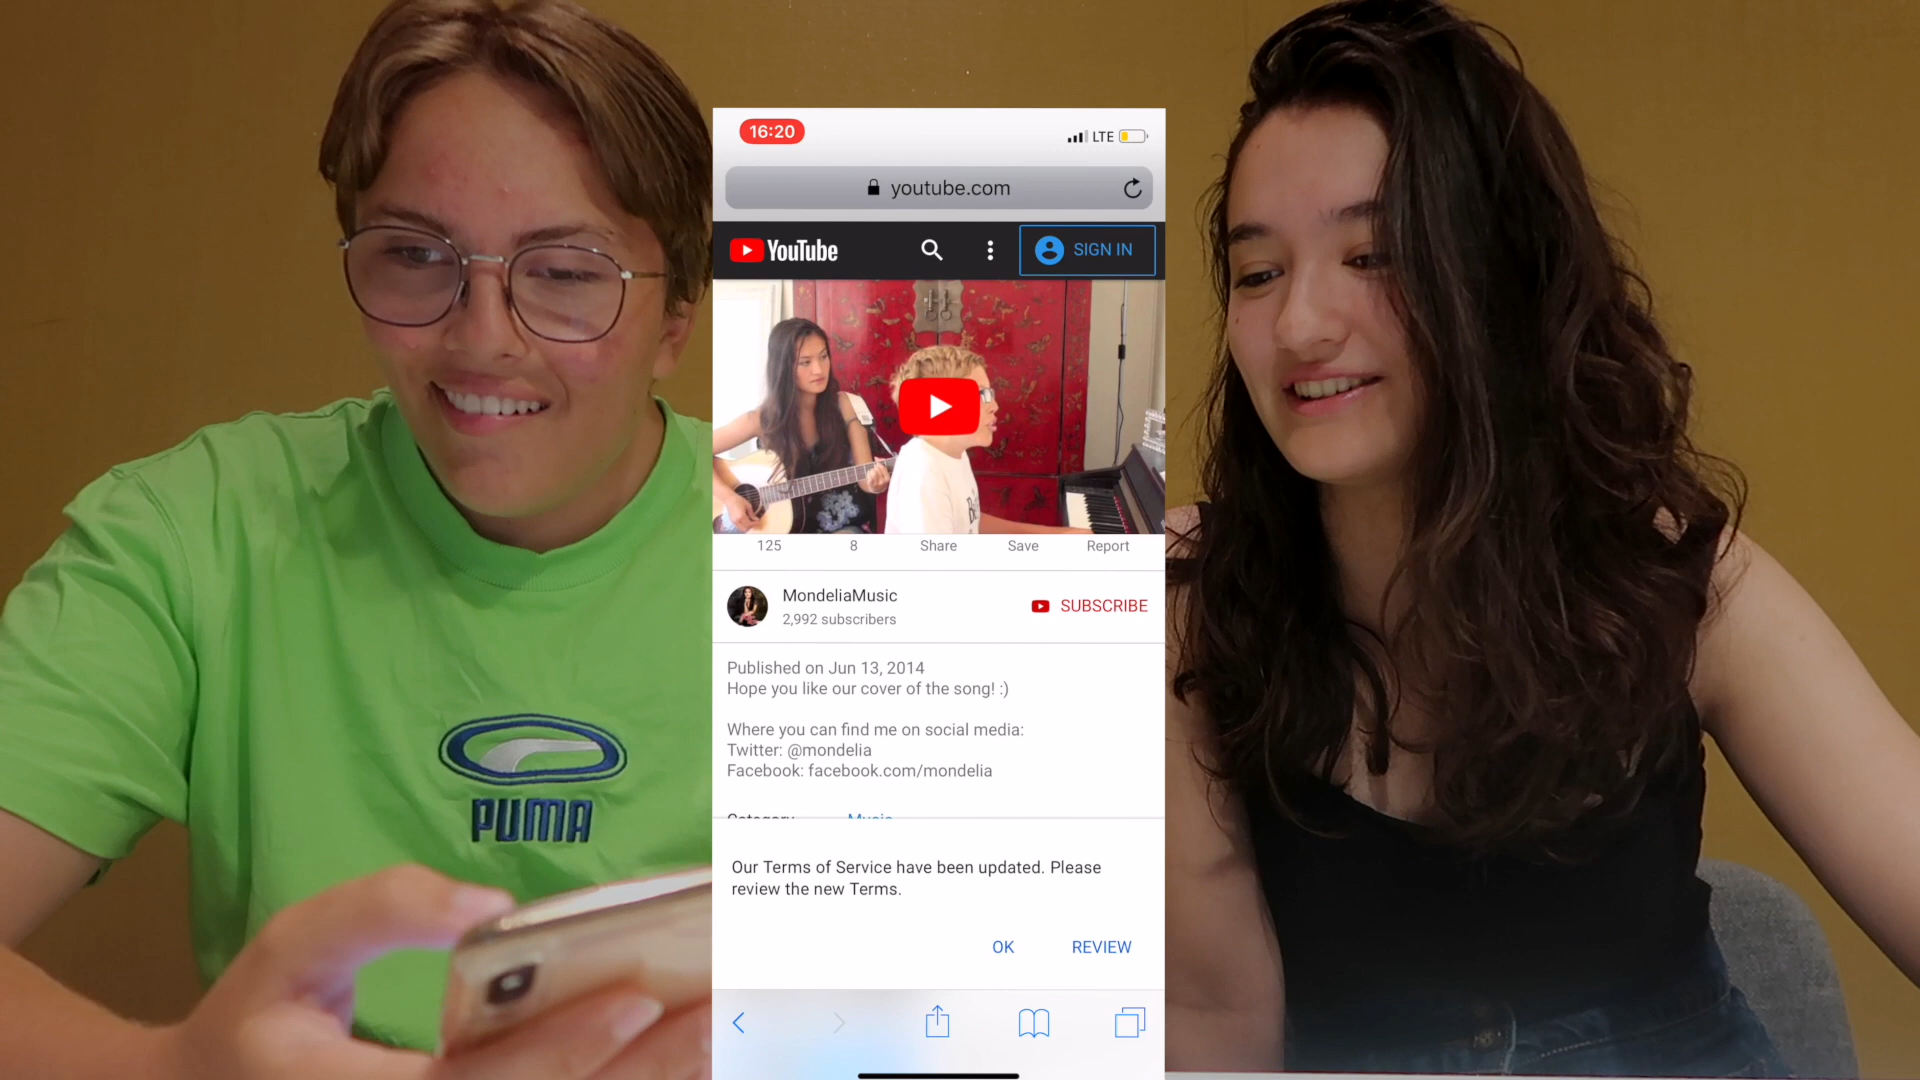 16:20
LTE
youtube.com
YouTube
SIGN IN
125 8 Share Save Report
MondeliaMusic
2,992 subscribers
SUBSCRIBE
Published on Jun 13, 2014
Hope you like our cover of the song! :)
Where you can find me on social media:
Twitter: @mondelia
Facebook: facebook.com/mondelia
Category Music
Our Terms of Service have been updated. Please
review the new Terms.
OK REVIEW
PUMA